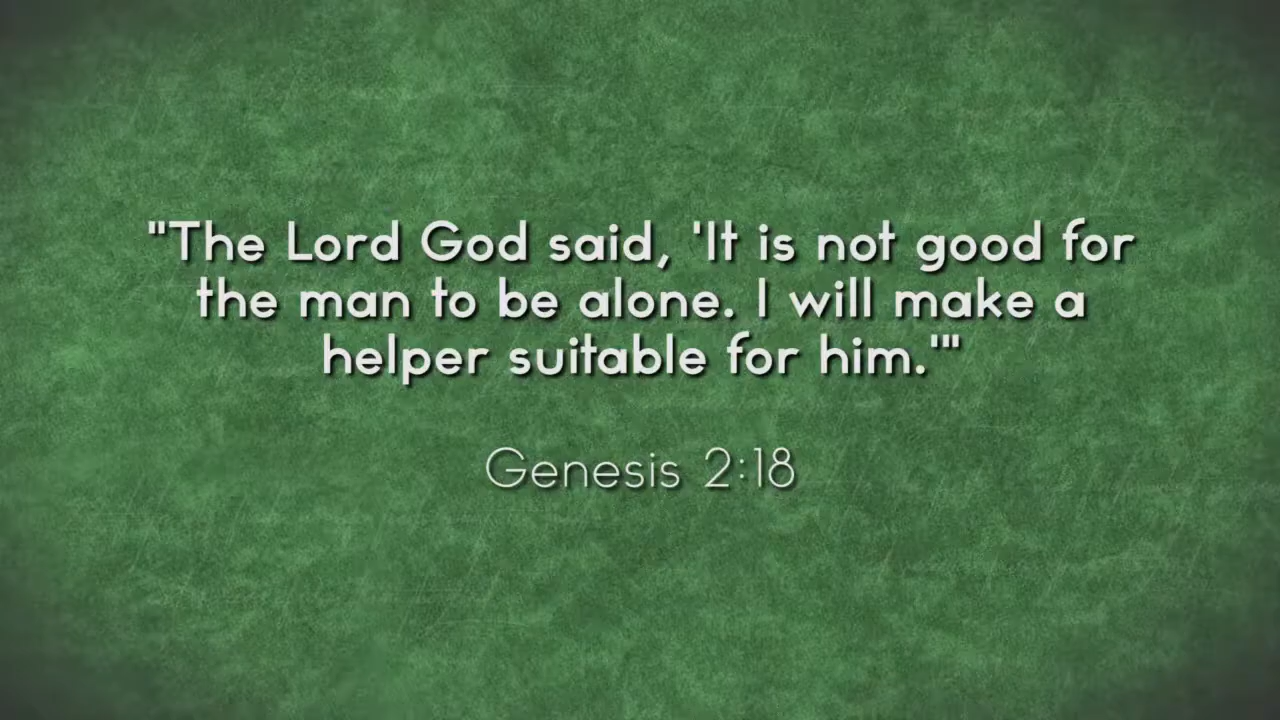 "The Lord God said, 'It is not good for
the man to be alone. I will make a
helper suitable for him.'"
Genesis 2:18